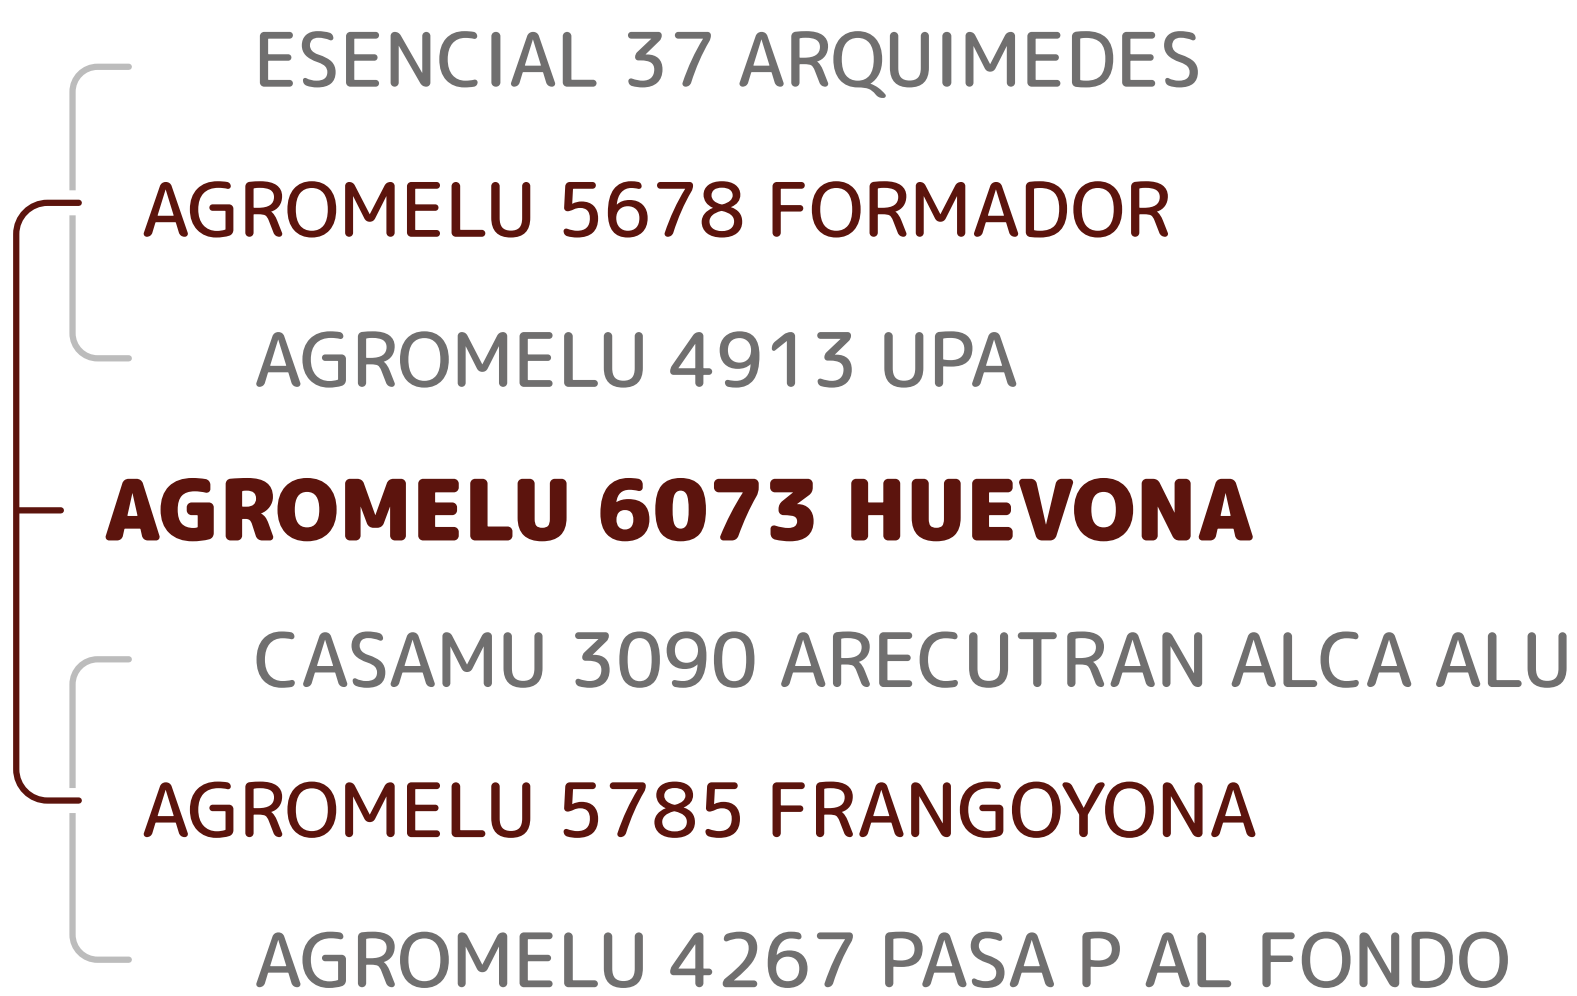 ESENCIAL 37 ARQUIMEDES
AGROMELU 5678 FORMADOR
AGROMELU 4913 UPA
AGROMELU 6073 HUEVONA
CASAMU 3090 ARECUTRAN ALCA ALU
AGROMELU 5785 FRANGOYONA
AGROMELU 4267 PASA P AL FONDO